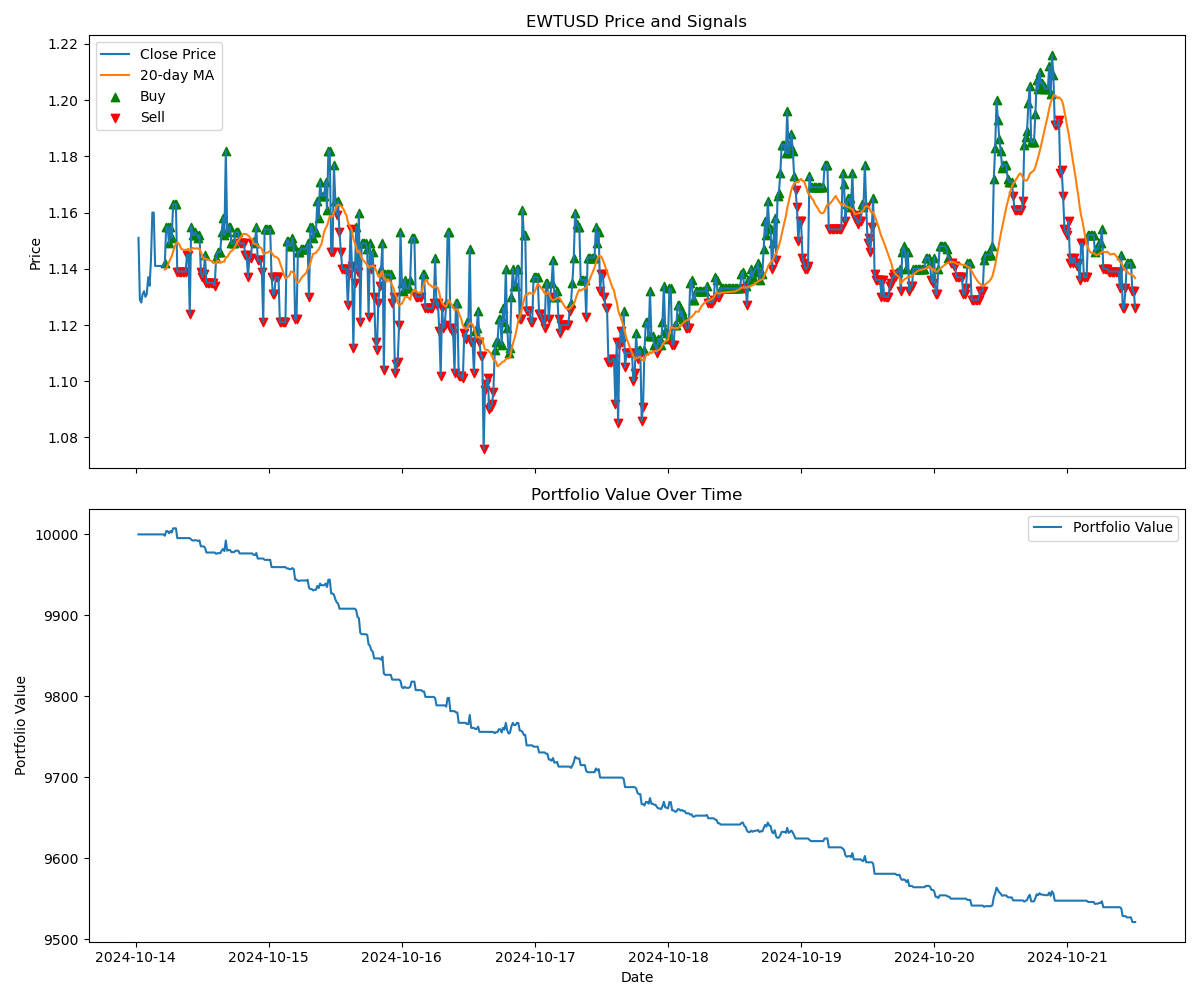 EWTUSD Price and Signals
Close Price
20-day MA
Buy
Sell
Price
1.22
1.20
1.18
1.16
1.14
1.12
1.10
1.08
Portfolio Value Over Time
Portfolio Value
Portfolio Value
10000
9900
9800
9700
9600
9500
2024-10-14 2024-10-15 2024-10-16 2024-10-17 2024-10-18 2024-10-19 2024-10-20 2024-10-21
Date